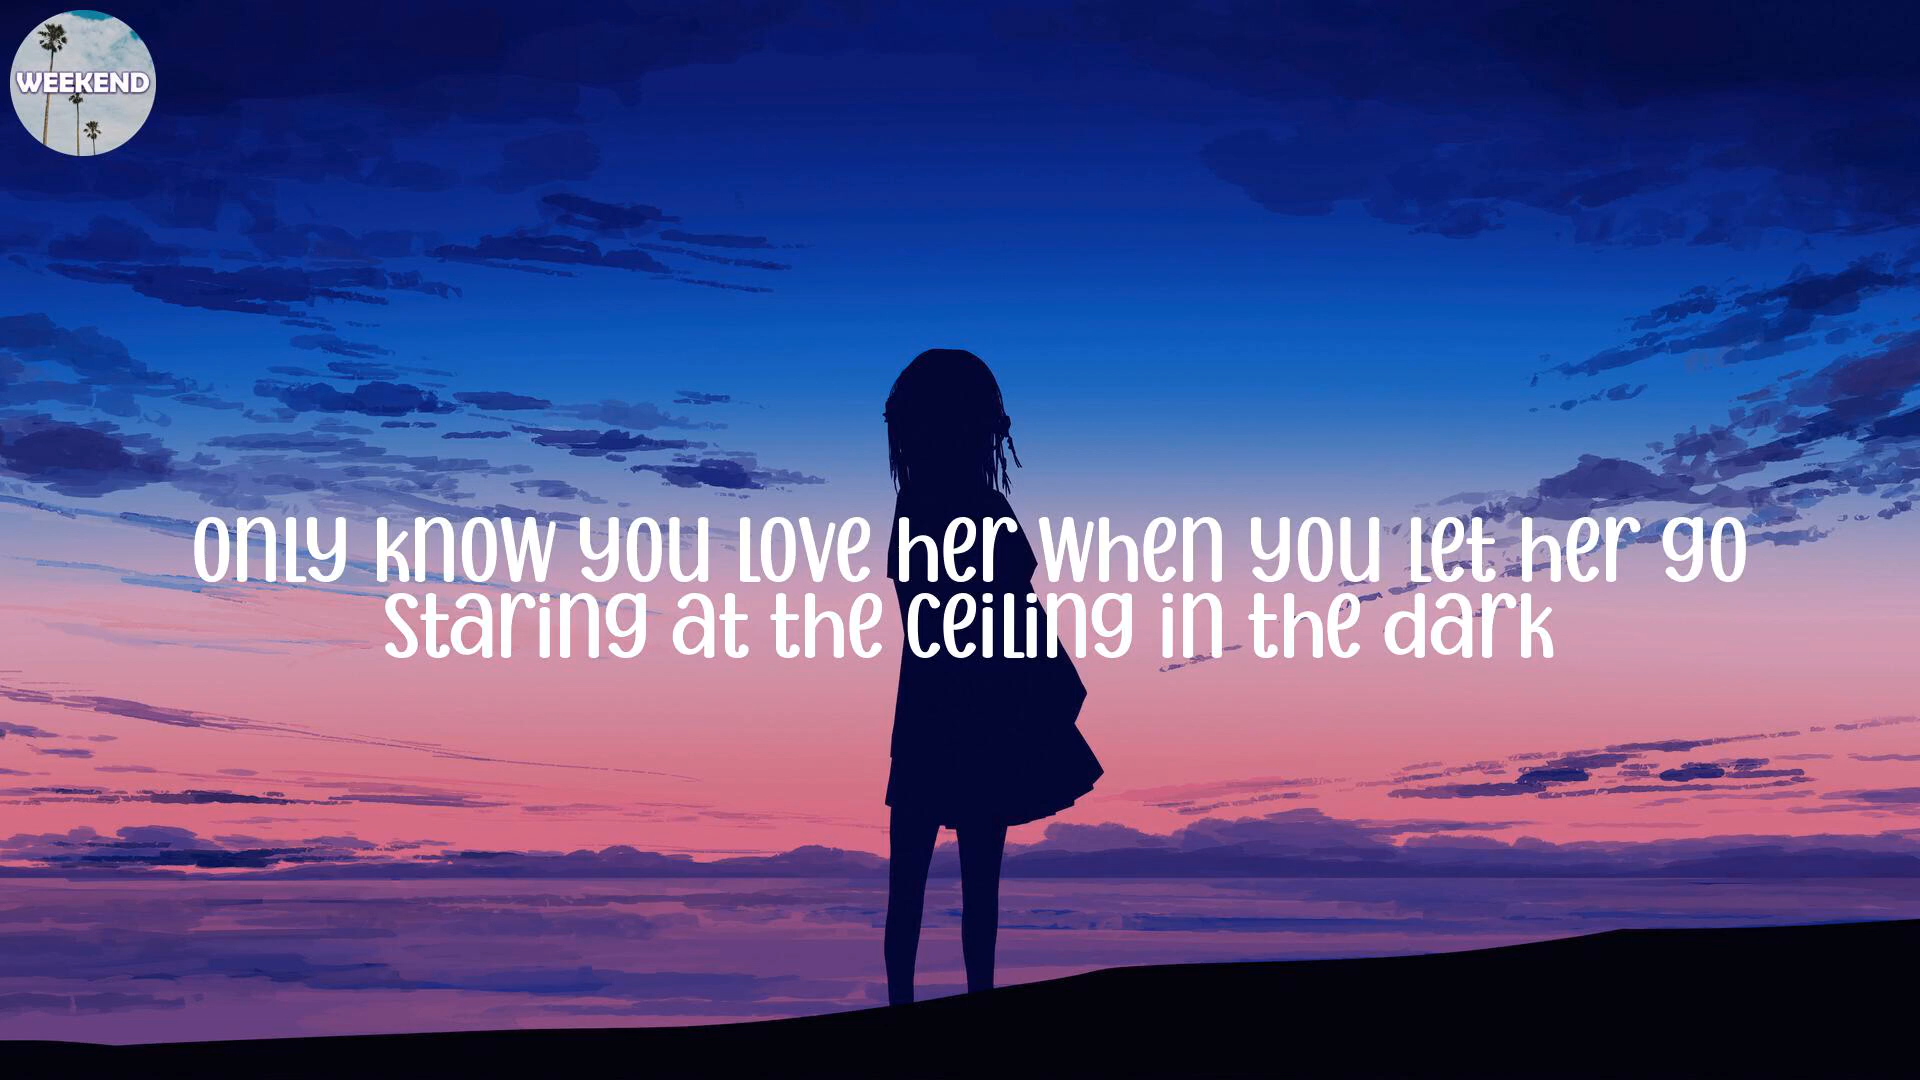 WEEKEND
only know you love her when you let her go
staring at the ceiling in the dark